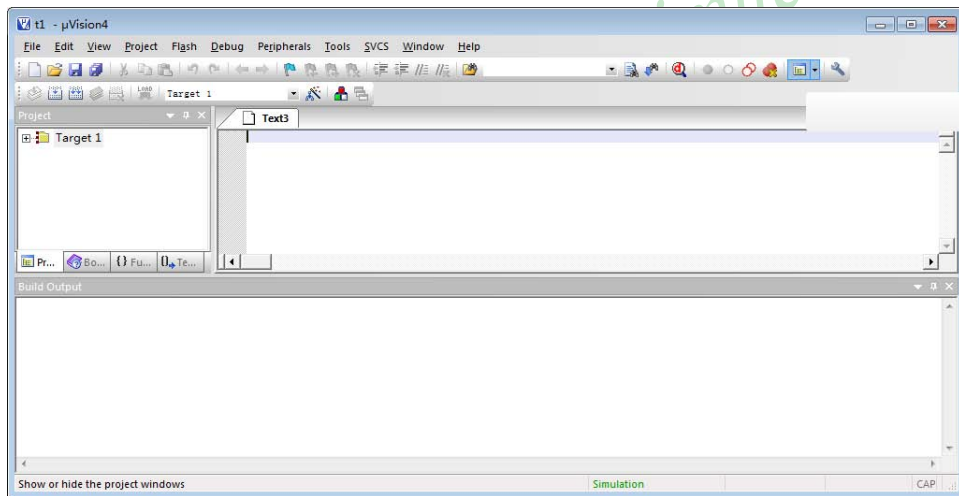 t1 - µVision4
File Edit View Project Flash Debug Peripherals Tools SVCS Window Help
LOAD Target 1
Project
Text3
Target 1
Pr... Bo... {} Fu... 0 Te...
Build Output
Show or hide the project windows Simulation CAP